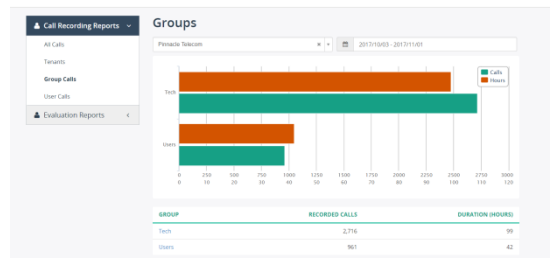 Call Recording Reports
All Calls
Tenants
Group Calls
User Calls
Evaluation Reports
Groups
Pinnacle Telecom
2017/10/03 - 2017/11/01
Calls
Hours
Tech
Users
0 250 500 750 1000 1250 1500 1750 2000 2250 2500 2750 3000
0 10 20 30 40 50 60 70 80 90 100 110 120
GROUP RECORDED CALLS DURATION (HOURS)
Tech 2,716 99
Users 961 42